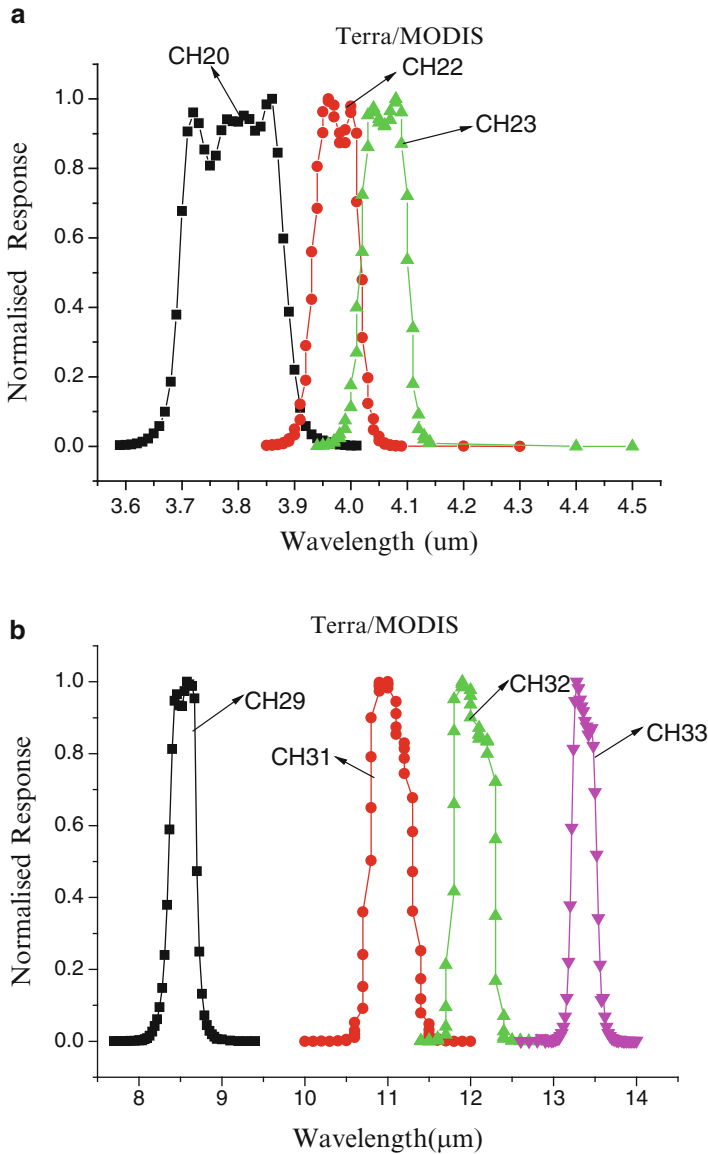 a
Terra/MODIS
CH20
CH22
CH23
1.0
0.8
0.6
0.4
0.2
0.0
Normalised Response
3.6 3.7 3.8 3.9 4.0 4.1 4.2 4.3 4.4 4.5
Wavelength (um)
b
Terra/MODIS
CH29
CH31
CH32
CH33
1.0
0.8
0.6
0.4
0.2
0.0
Normalised Response
8 9 10 11 12 13 14
Wavelength(μm)